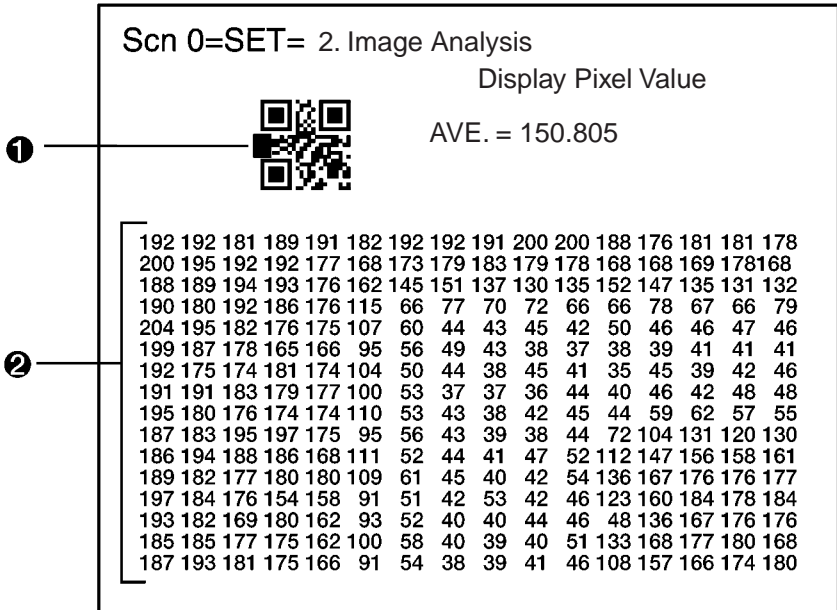 Scn 0=SET= 2. Image Analysis
Display Pixel Value
AVE. = 150.805
❶
❷
192 192 181 189 191 182 192 192 191 200 200 188 176 181 181 178
200 195 192 192 177 168 173 179 183 179 178 168 168 169 178168
188 189 194 193 176 162 145 151 137 130 135 152 147 135 131 132
190 180 192 186 176 115 66 77 70 72 66 66 78 67 66 79
204 195 182 176 175 107 60 44 43 45 42 50 46 46 47 46
199 187 178 165 166 95 56 49 43 38 37 38 39 41 41 41
192 175 174 181 174 104 50 44 38 45 41 35 45 39 42 46
191 191 183 179 177 100 53 37 37 36 44 40 46 42 48 48
195 180 176 174 174 110 53 43 38 42 45 44 59 62 57 55
187 183 195 197 175 95 56 43 39 38 44 72 104 131 120 130
186 194 188 186 168 111 52 44 41 47 52 112 147 156 158 161
189 182 177 180 180 109 61 45 40 42 54 136 167 176 176 177
197 184 176 154 158 91 51 42 53 42 46 123 160 184 178 184
193 182 169 180 162 93 52 40 40 44 46 48 136 167 176 176
185 185 177 175 162 100 58 40 39 40 51 133 168 177 180 168
187 193 181 175 166 91 54 38 39 41 46 108 157 166 174 180